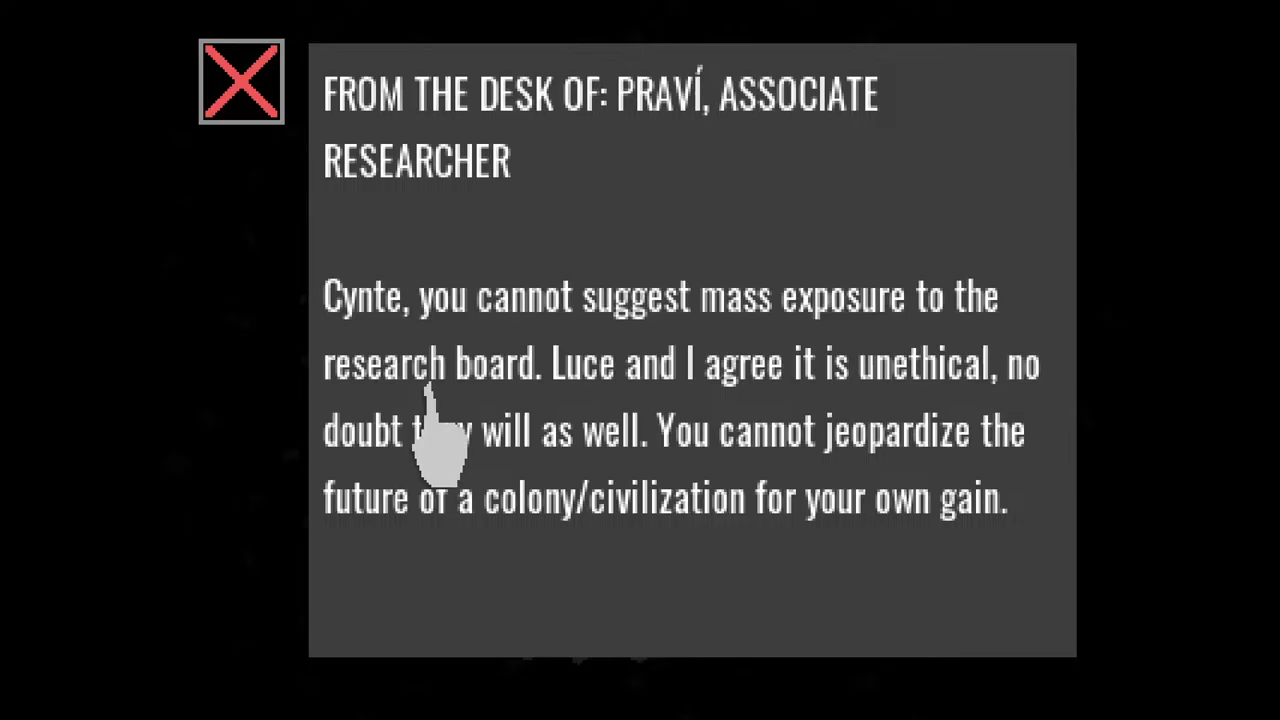 FROM THE DESK OF: PRAVÍ, ASSOCIATE
RESEARCHER
Cynte, you cannot suggest mass exposure to the
research board. Luce and I agree it is unethical, no
doubt they will as well. You cannot jeopardize the
future of a colony/civilization for your own gain.